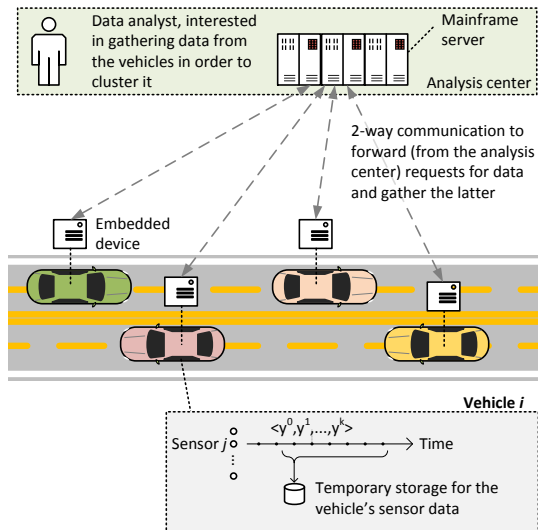 Data analyst, interested
in gathering data from
the vehicles in order to
cluster it
Mainframe
server
Analysis center
2-way communication to
forward (from the analysis
center) requests for data
and gather the latter
Embedded
device
Vehicle i
<y⁰,y¹,...,yᵏ>
Sensor j
Time
Temporary storage for the
vehicle's sensor data